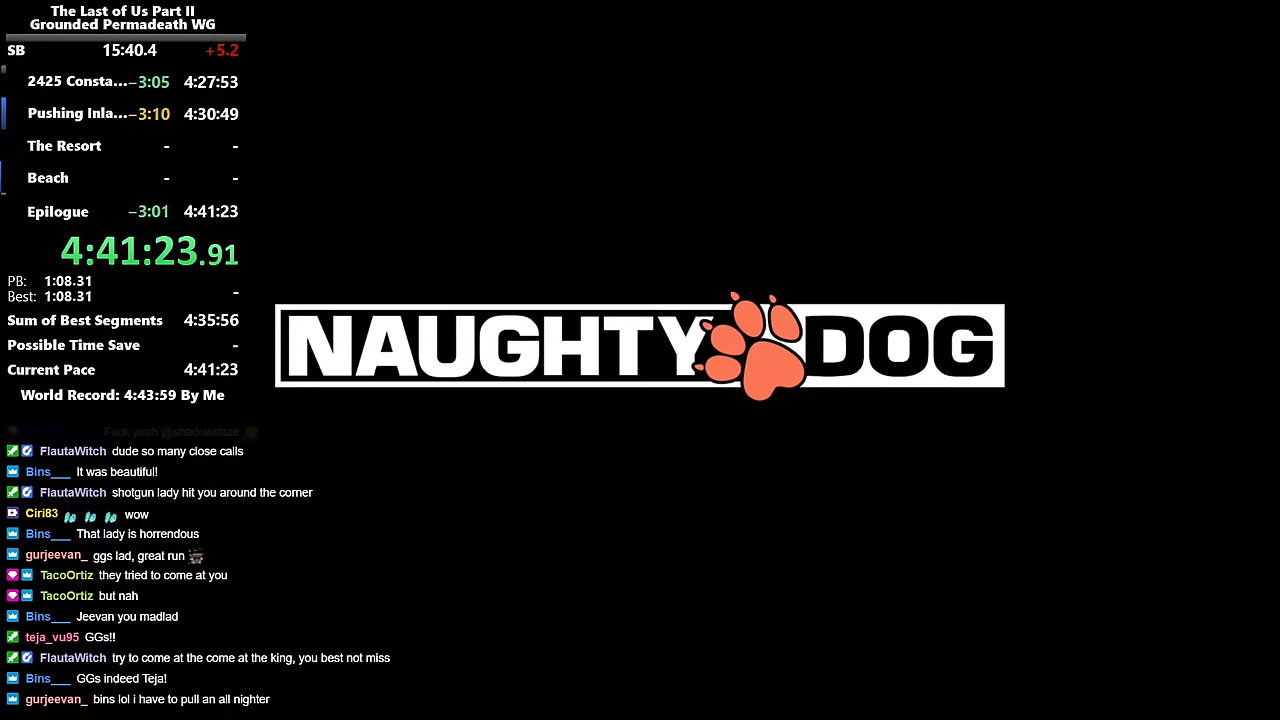 The Last of Us Part II
Grounded Permadeath WG
SB 15:40.4 +5.2
2425 Consta... −3:05 4:27:53
Pushing Inla... −3:10 4:30:49
The Resort - -
Beach - -
Epilogue −3:01 4:41:23
4:41:23.91
PB: 1:08.31
Best: 1:08.31 -
Sum of Best Segments 4:35:56
Possible Time Save -
Current Pace 4:41:23
World Record: 4:43:59 By Me
NAUGHTY DOG
Fuck yeah @shadowdaze
FlautaWitch dude so many close calls
Bins___ It was beautiful!
FlautaWitch shotgun lady hit you around the corner
Ciri83 wow
Bins___ That lady is horrendous
gurjeevan_ ggs lad, great run
TacoOrtiz they tried to come at you
TacoOrtiz but nah
Bins___ Jeevan you madlad
teja_vu95 GGs!!
FlautaWitch try to come at the come at the king, you best not miss
Bins___ GGs indeed Teja!
gurjeevan_ bins lol i have to pull an all nighter